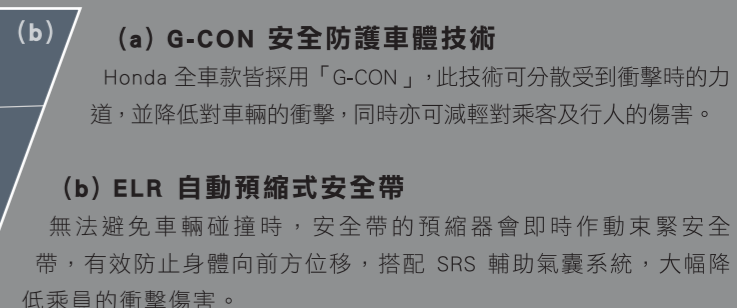 (b)
(a) G-CON 安全防護車體技術
Honda 全車款皆採用「G-CON」，此技術可分散受到衝擊時的力
道，並降低對車輛的衝擊，同時亦可減輕對乘客及行人的傷害。
(b) ELR 自動預縮式安全帶
無法避免車輛碰撞時，安全帶的預縮器會即時作動束緊安全
帶，有效防止身體向前方位移，搭配 SRS 輔助氣囊系統，大幅降
低乘員的衝擊傷害。